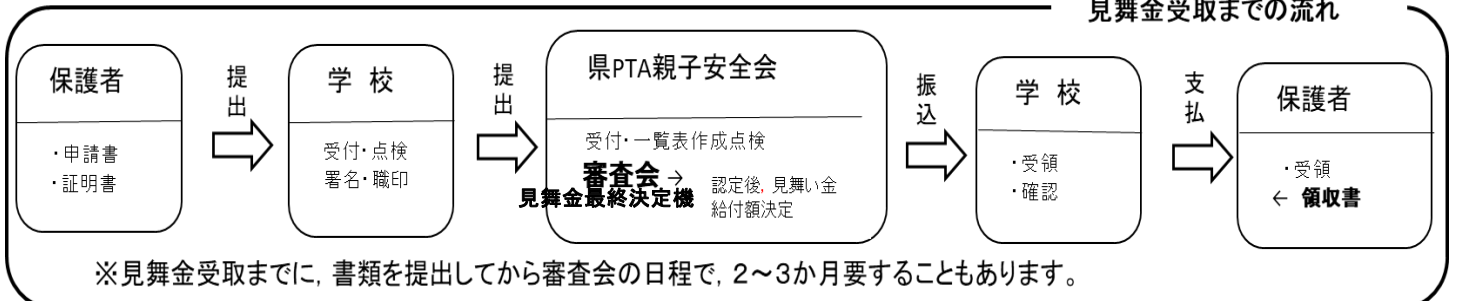 見舞金受取までの流れ
保護者
・申請書
・証明書
提出
学 校
受付・点検
署名・職印
提出
県PTA親子安全会
受付・一覧表作成点検
審査会→
見舞金最終決定機
認定後, 見舞い金
給付額決定
振込
学 校
・受領
・確認
支払
保護者
・受領
← 領収書
※見舞金受取までに, 書類を提出してから審査会の日程で, 2~3か月要することもあります。